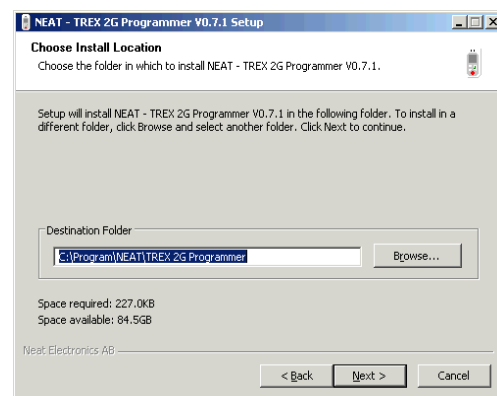 NEAT - TREX 2G Programmer V0.7.1 Setup
Choose Install Location
Choose the folder in which to install NEAT - TREX 2G Programmer V0.7.1.
Setup will install NEAT - TREX 2G Programmer V0.7.1 in the following folder. To install in a
different folder, click Browse and select another folder. Click Next to continue.
Destination Folder
C:\Program\NEAT\TREX 2G Programmer
Browse...
Space required: 227.0KB
Space available: 84.5GB
Neat Electronics AB
< Back Next > Cancel